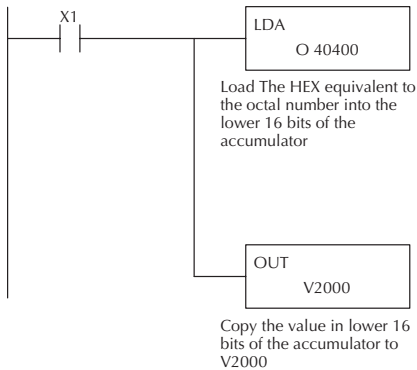 X1
LDA
O 40400
Load The HEX equivalent to
the octal number into the
lower 16 bits of the
accumulator
OUT
V2000
Copy the value in lower 16
bits of the accumulator to
V2000